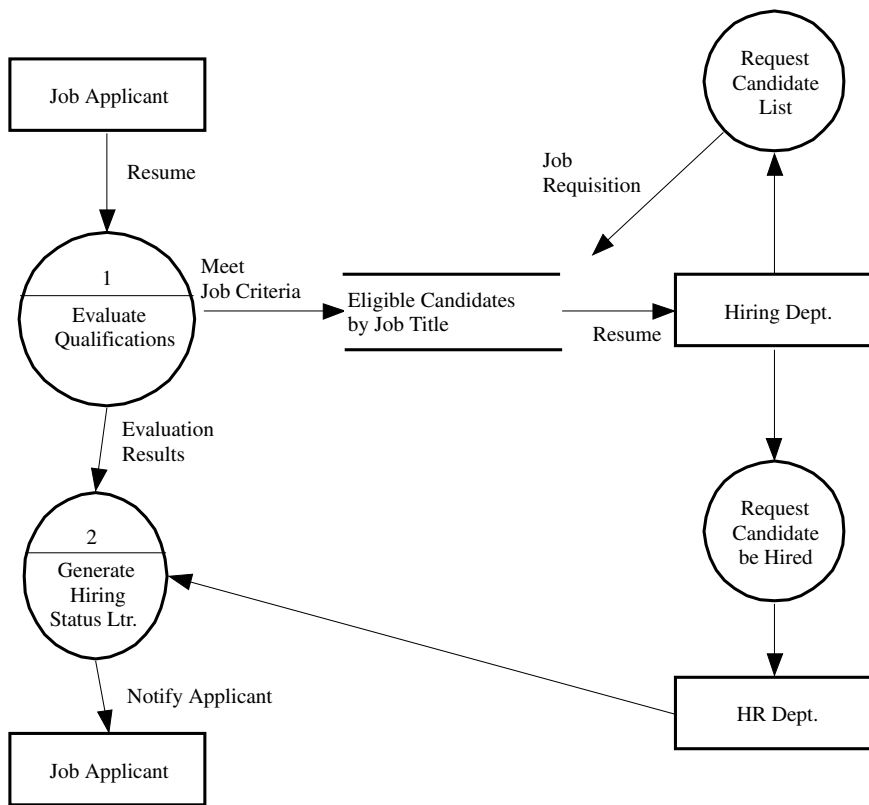 Job Applicant
Request
Candidate
List
Resume
Job
Requisition
1
Evaluate
Qualifications
Meet
Job Criteria
Eligible Candidates
by Job Title
Resume
Hiring Dept.
Evaluation
Results
Request
Candidate
be Hired
2
Generate
Hiring
Status Ltr.
Notify Applicant
HR Dept.
Job Applicant